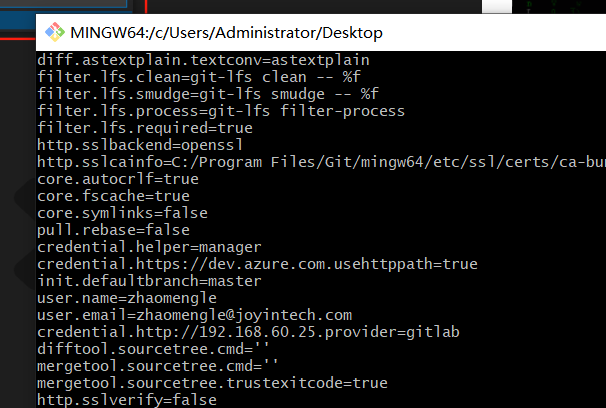 MINGW64:/c/Users/Administrator/Desktop
diff.astextplain.textconv=astextplain
filter.lfs.clean=git-lfs clean -- %f
filter.lfs.smudge=git-lfs smudge -- %f
filter.lfs.process=git-lfs filter-process
filter.lfs.required=true
http.sslbackend=openssl
http.sslcainfo=C:/Program Files/Git/mingw64/etc/ssl/certs/ca-bun
core.autocrlf=true
core.fscache=true
core.symlinks=false
pull.rebase=false
credential.helper=manager
credential.https://dev.azure.com.usehttppath=true
init.defaultbranch=master
user.name=zhaomengle
user.email=zhaomengle@joyintech.com
credential.http://192.168.60.25.provider=gitlab
difftool.sourcetree.cmd=''
mergetool.sourcetree.cmd=''
mergetool.sourcetree.trustexitcode=true
http.sslverify=false